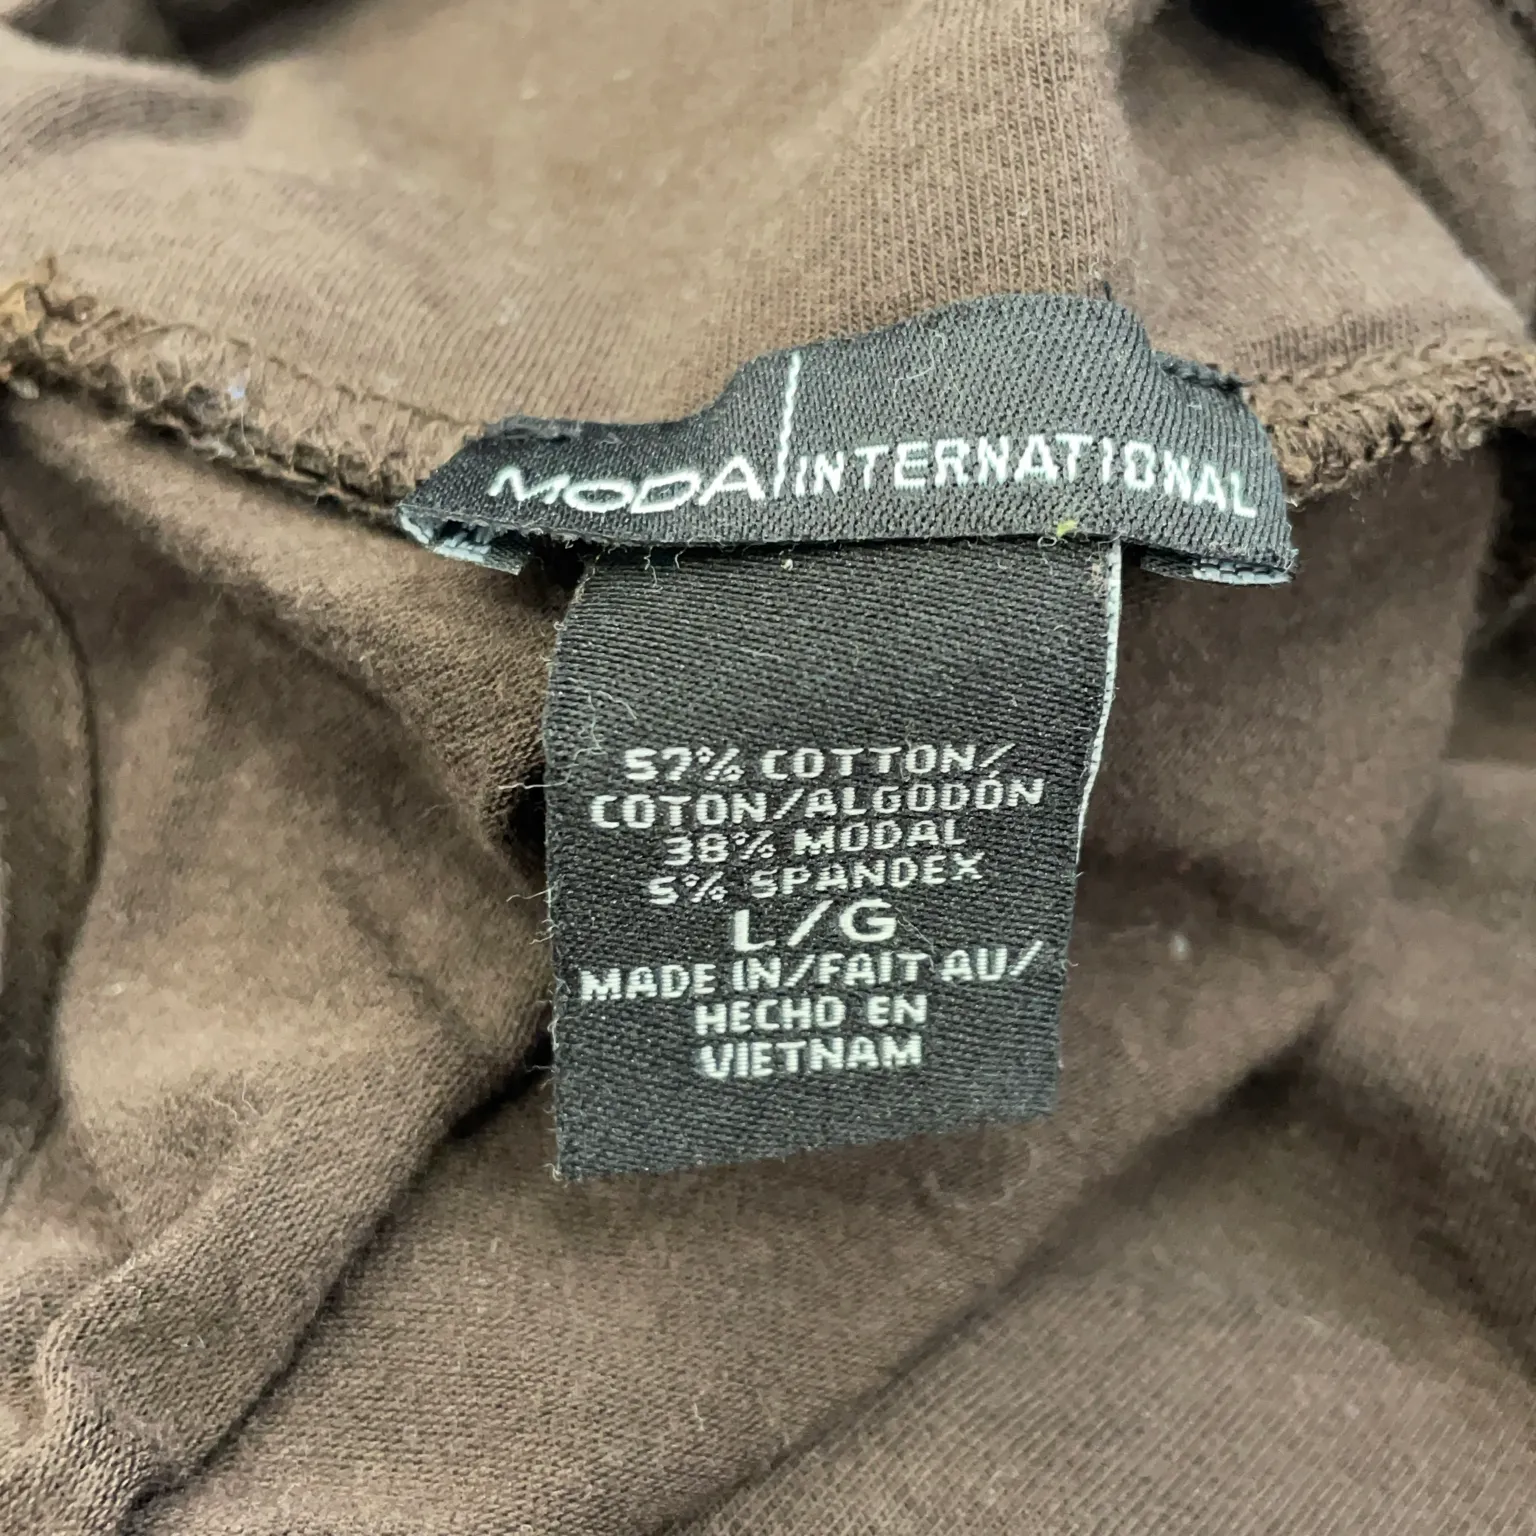 MODA INTERNATIONAL
57% COTTON/
COTON/ALGODÓN
38% MODAL
5% SPANDEX
L/G
MADE IN/FAIT AU/
HECHO EN
VIETNAM